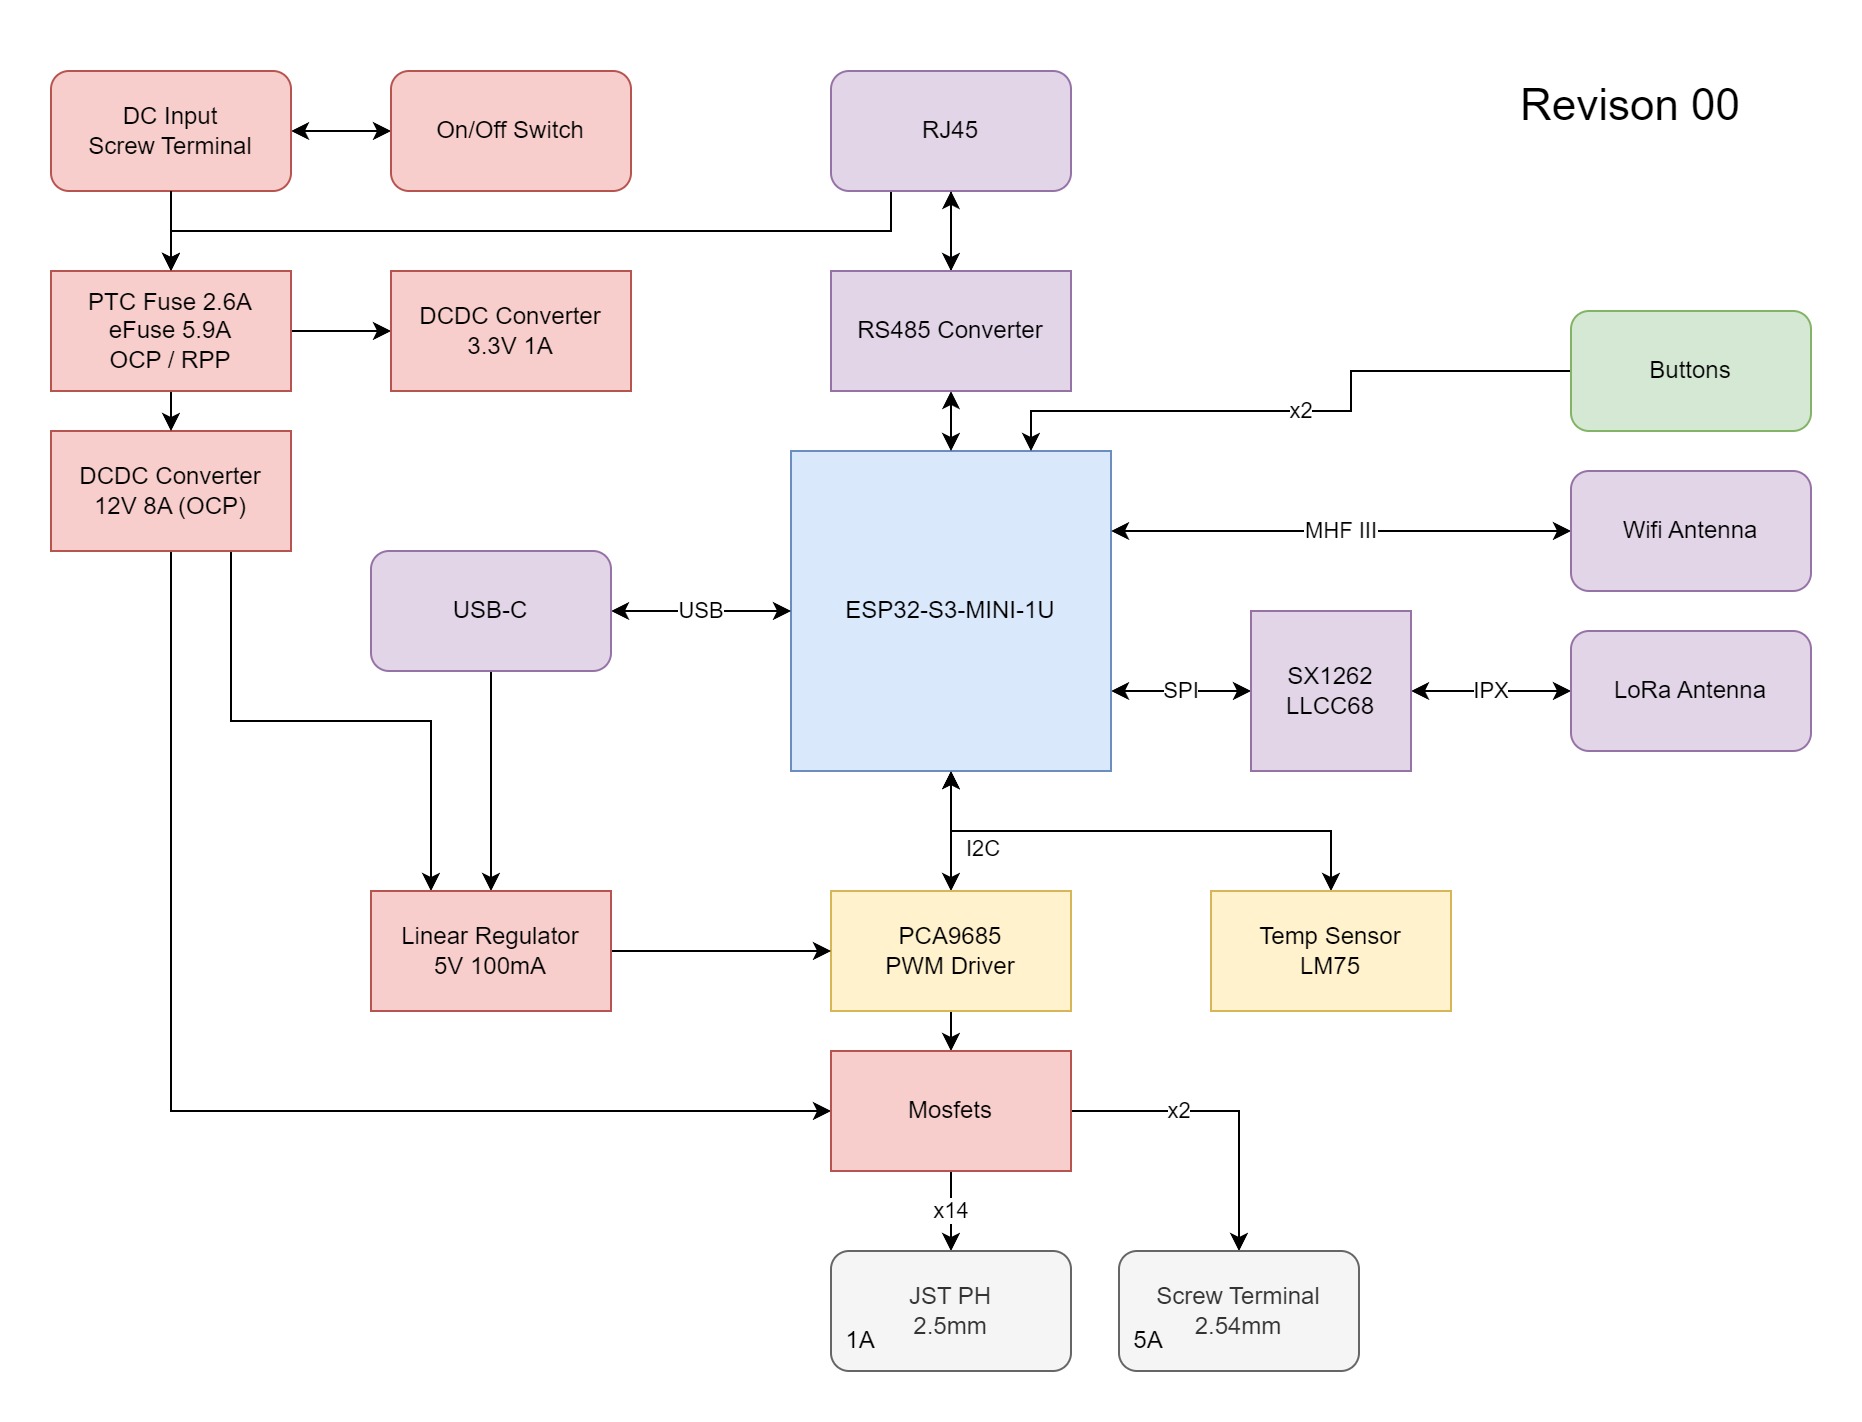 Revison 00
DC Input
Screw Terminal
On/Off Switch
RJ45
PTC Fuse 2.6A
eFuse 5.9A
OCP / RPP
DCDC Converter
3.3V 1A
RS485 Converter
Buttons
x2
DCDC Converter
12V 8A (OCP)
MHF III
Wifi Antenna
USB-C
USB
ESP32-S3-MINI-1U
SPI
SX1262
LLCC68
IPX
LoRa Antenna
I2C
Linear Regulator
5V 100mA
PCA9685
PWM Driver
Temp Sensor
LM75
Mosfets
x2
x14
JST PH
2.5mm
1A
Screw Terminal
2.54mm
5A